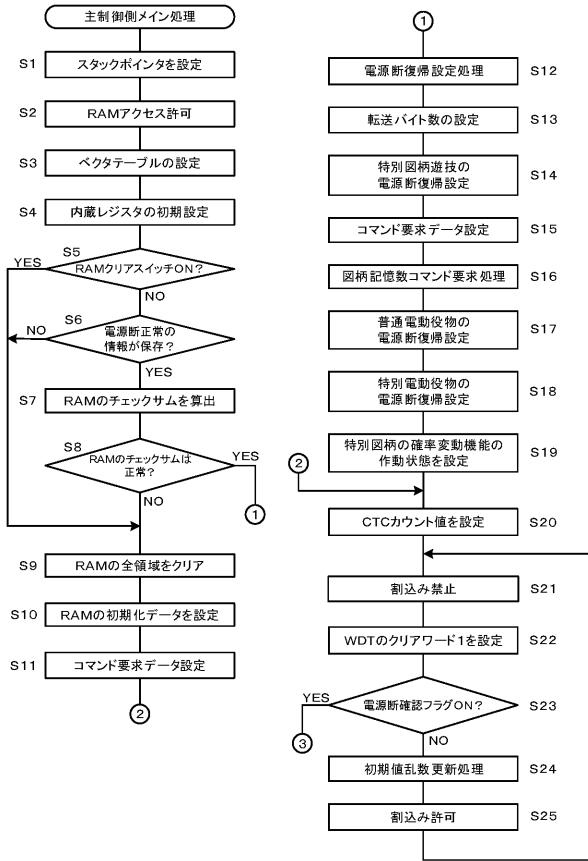 主制御側メイン処理
S1
スタックポインタを設定
S2
RAMアクセス許可
S3
ベクタテーブルの設定
S4
内蔵レジスタの初期設定
S5
YES
RAMクリアスイッチON?
NO
S6
NO
電源断正常の
情報が保存?
YES
S7
RAMのチェックサムを算出
S8
YES
RAMのチェックサムは
正常?
NO
1
S9
RAMの全領域をクリア
S10
RAMの初期化データを設定
S11
コマンド要求データ設定
2
1
電源断復帰設定処理
S12
転送バイト数の設定
S13
特別図柄遊技の
電源断復帰設定
S14
コマンド要求データ設定
S15
図柄記憶数コマンド要求処理
S16
普通電動役物の
電源断復帰設定
S17
特別電動役物の
電源断復帰設定
S18
特別図柄の確率変動機能の
作動状態を設定
S19
2
CTCカウント値を設定
S20
割込み禁止
S21
WDTのクリアワード1を設定
S22
YES
電源断確認フラグON?
S23
3
NO
初期値乱数更新処理
S24
割込み許可
S25